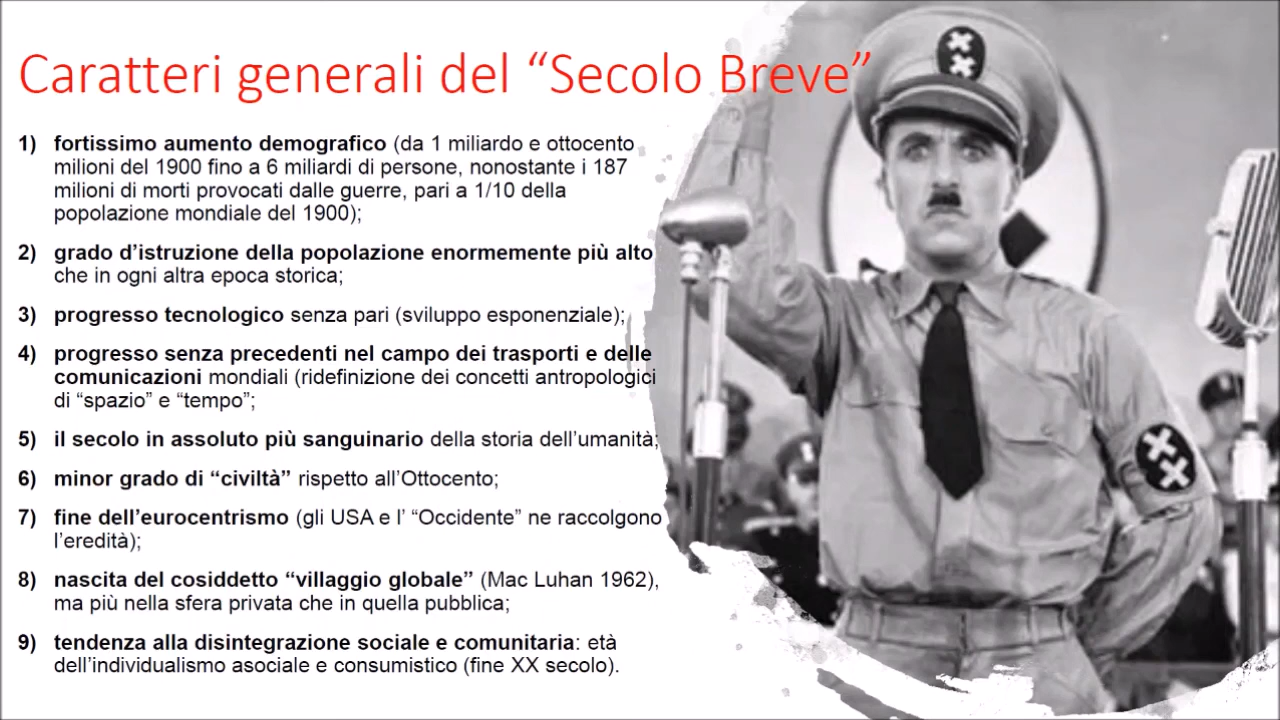 Caratteri generali del “Secolo Breve”
1) fortissimo aumento demografico (da 1 miliardo e ottocento
milioni del 1900 fino a 6 miliardi di persone, nonostante i 187
milioni di morti provocati dalle guerre, pari a 1/10 della
popolazione mondiale del 1900);
2) grado d’istruzione della popolazione enormemente più alto
che in ogni altra epoca storica;
3) progresso tecnologico senza pari (sviluppo esponenziale);
4) progresso senza precedenti nel campo dei trasporti e delle
comunicazioni mondiali (ridefinizione dei concetti antropologici
di “spazio” e “tempo”;
5) il secolo in assoluto più sanguinario della storia dell’umanità;
6) minor grado di “civiltà” rispetto all’Ottocento;
7) fine dell’eurocentrismo (gli USA e l’ “Occidente” ne raccolgono
l’eredità);
8) nascita del cosiddetto “villaggio globale” (Mac Luhan 1962),
ma più nella sfera privata che in quella pubblica;
9) tendenza alla disintegrazione sociale e comunitaria: età
dell’individualismo asociale e consumistico (fine XX secolo).